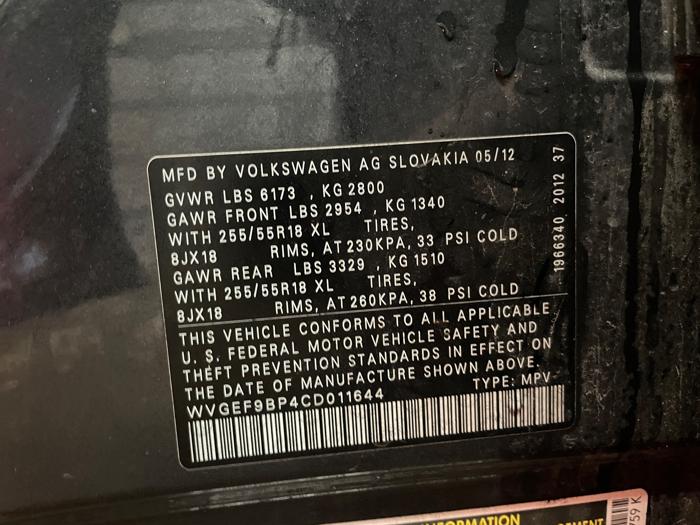 MFD BY VOLKSWAGEN AG SLOVAKIA 05/12
GVWR LBS 6173 , KG 2800
GAWR FRONT LBS 2954 , KG 1340
WITH 255/55R18 XL TIRES,
8JX18 RIMS, AT 230KPA, 33 PSI COLD
GAWR REAR LBS 3329 , KG 1510
WITH 255/55R18 XL TIRES,
8JX18 RIMS, AT 260KPA, 38 PSI COLD
THIS VEHICLE CONFORMS TO ALL APPLICABLE
U. S. FEDERAL MOTOR VEHICLE SAFETY AND
THEFT PREVENTION STANDARDS IN EFFECT ON
THE DATE OF MANUFACTURE SHOWN ABOVE.
WVGEF9BP4CD011644 TYPE: MPV
1966340 2012 37
759 K